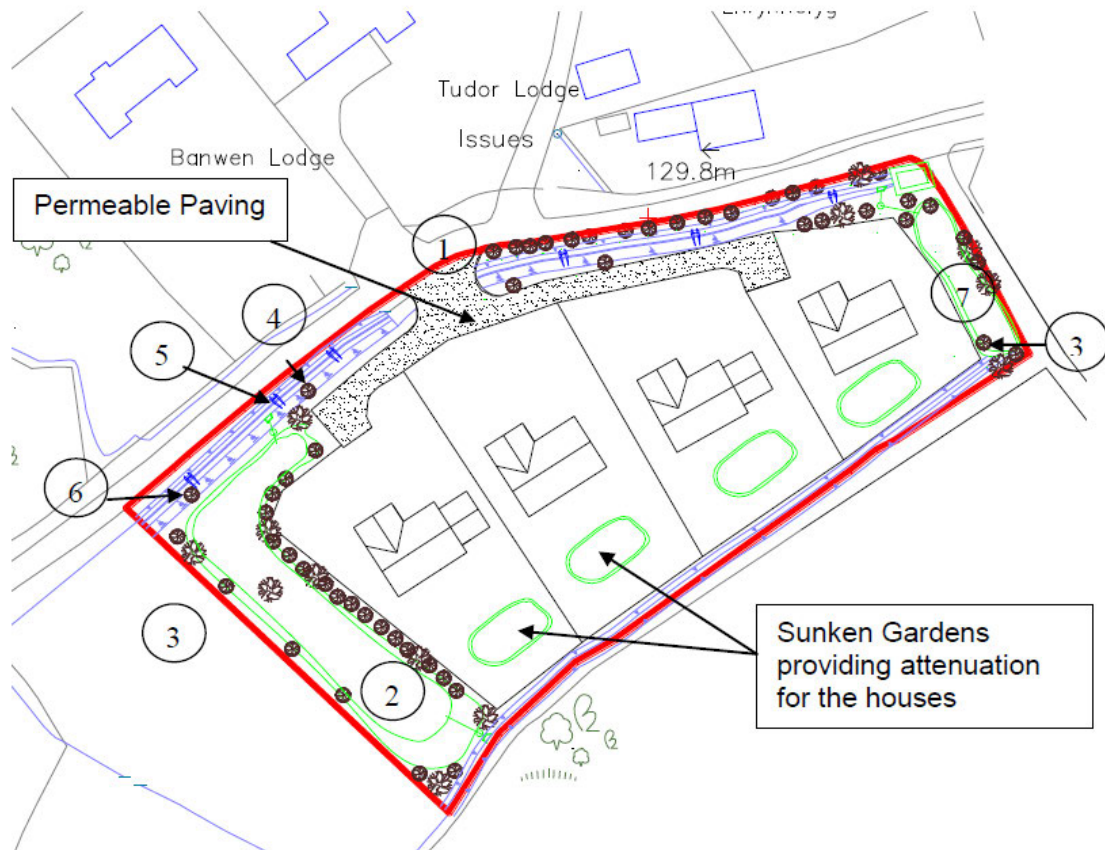 Tudor Lodge
Issues
Banwen Lodge
129.8m
Permeable Paving
1
4
7
5
3
6
3
2
Sunken Gardens
providing attenuation
for the houses